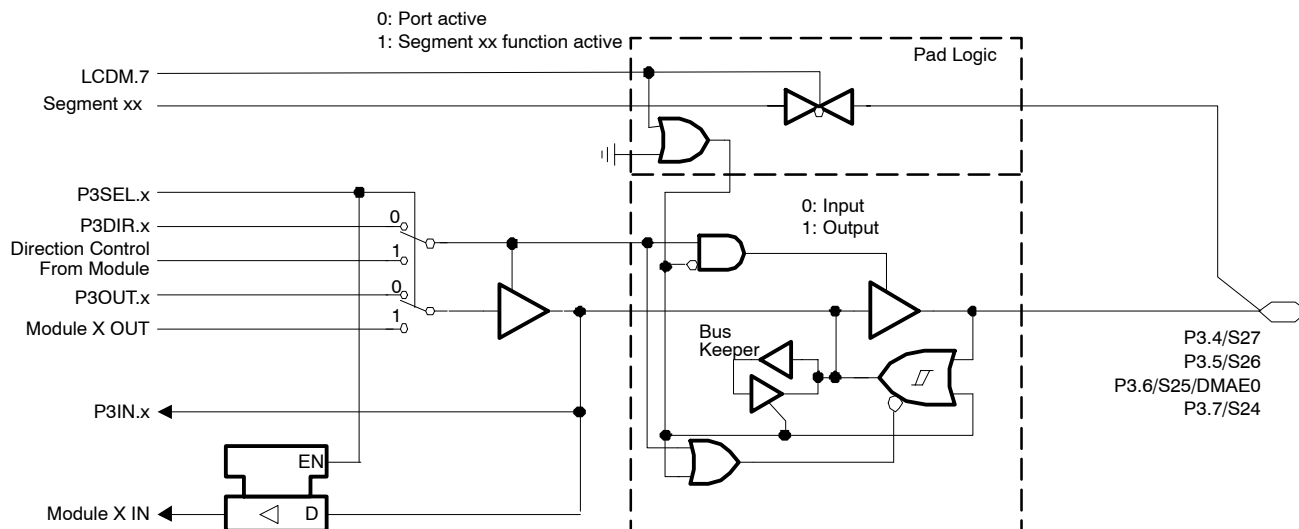 0: Port active
1: Segment xx function active
Pad Logic
LCDM.7
Segment xx
P3SEL.x
0
P3DIR.x
Direction Control
From Module
1
P3OUT.x
0
1
Module X OUT
0: Input
1: Output
Bus
Keeper
P3.4/S27
P3.5/S26
P3.6/S25/DMAE0
P3.7/S24
P3IN.x
EN
Module X IN
D